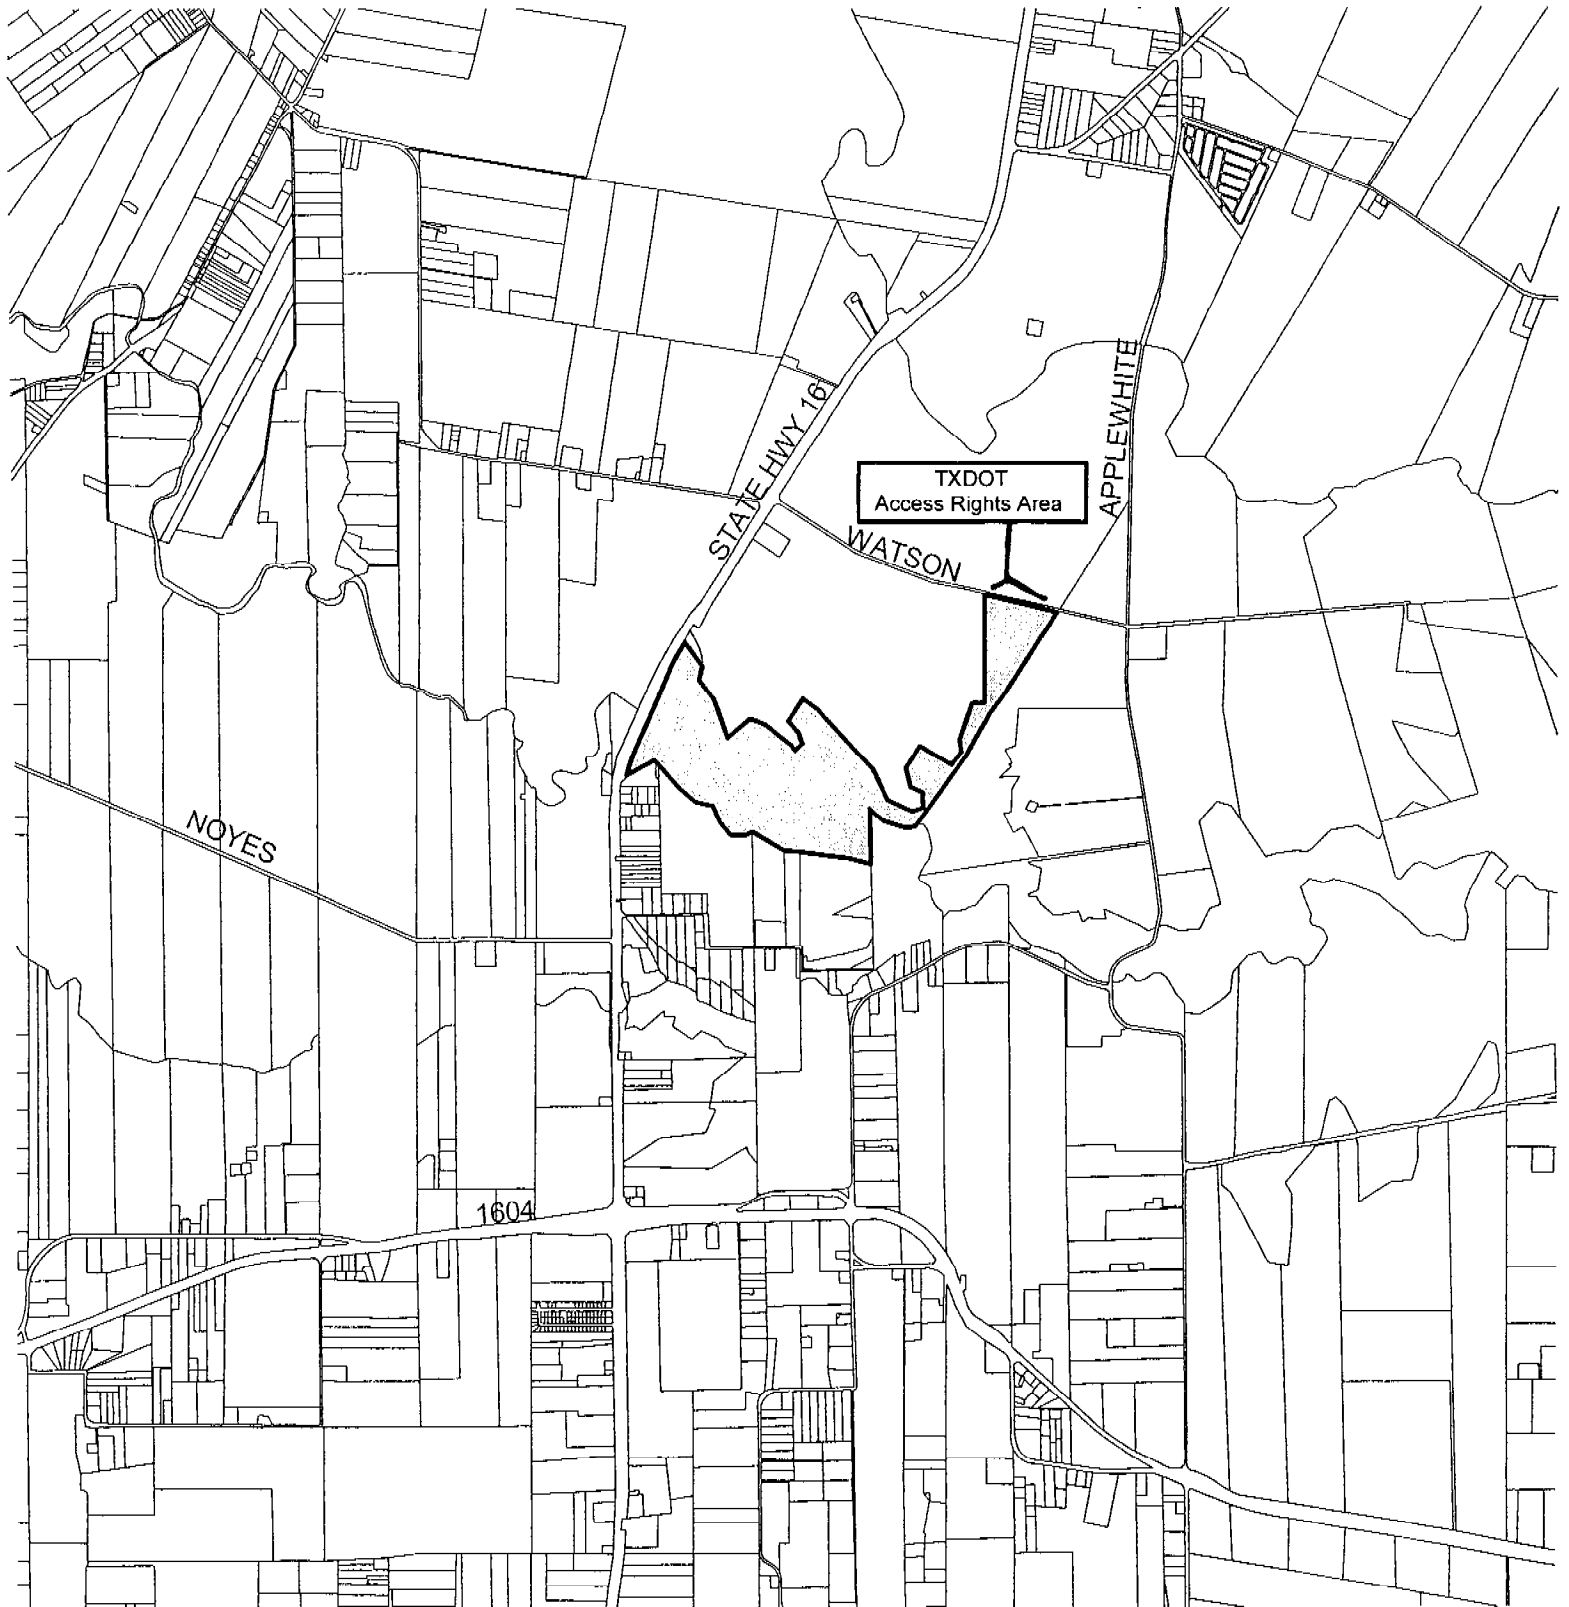 STATE HWY 16
APPLEWHITE
TXDOT
Access Rights Area
WATSON
NOYES
1604